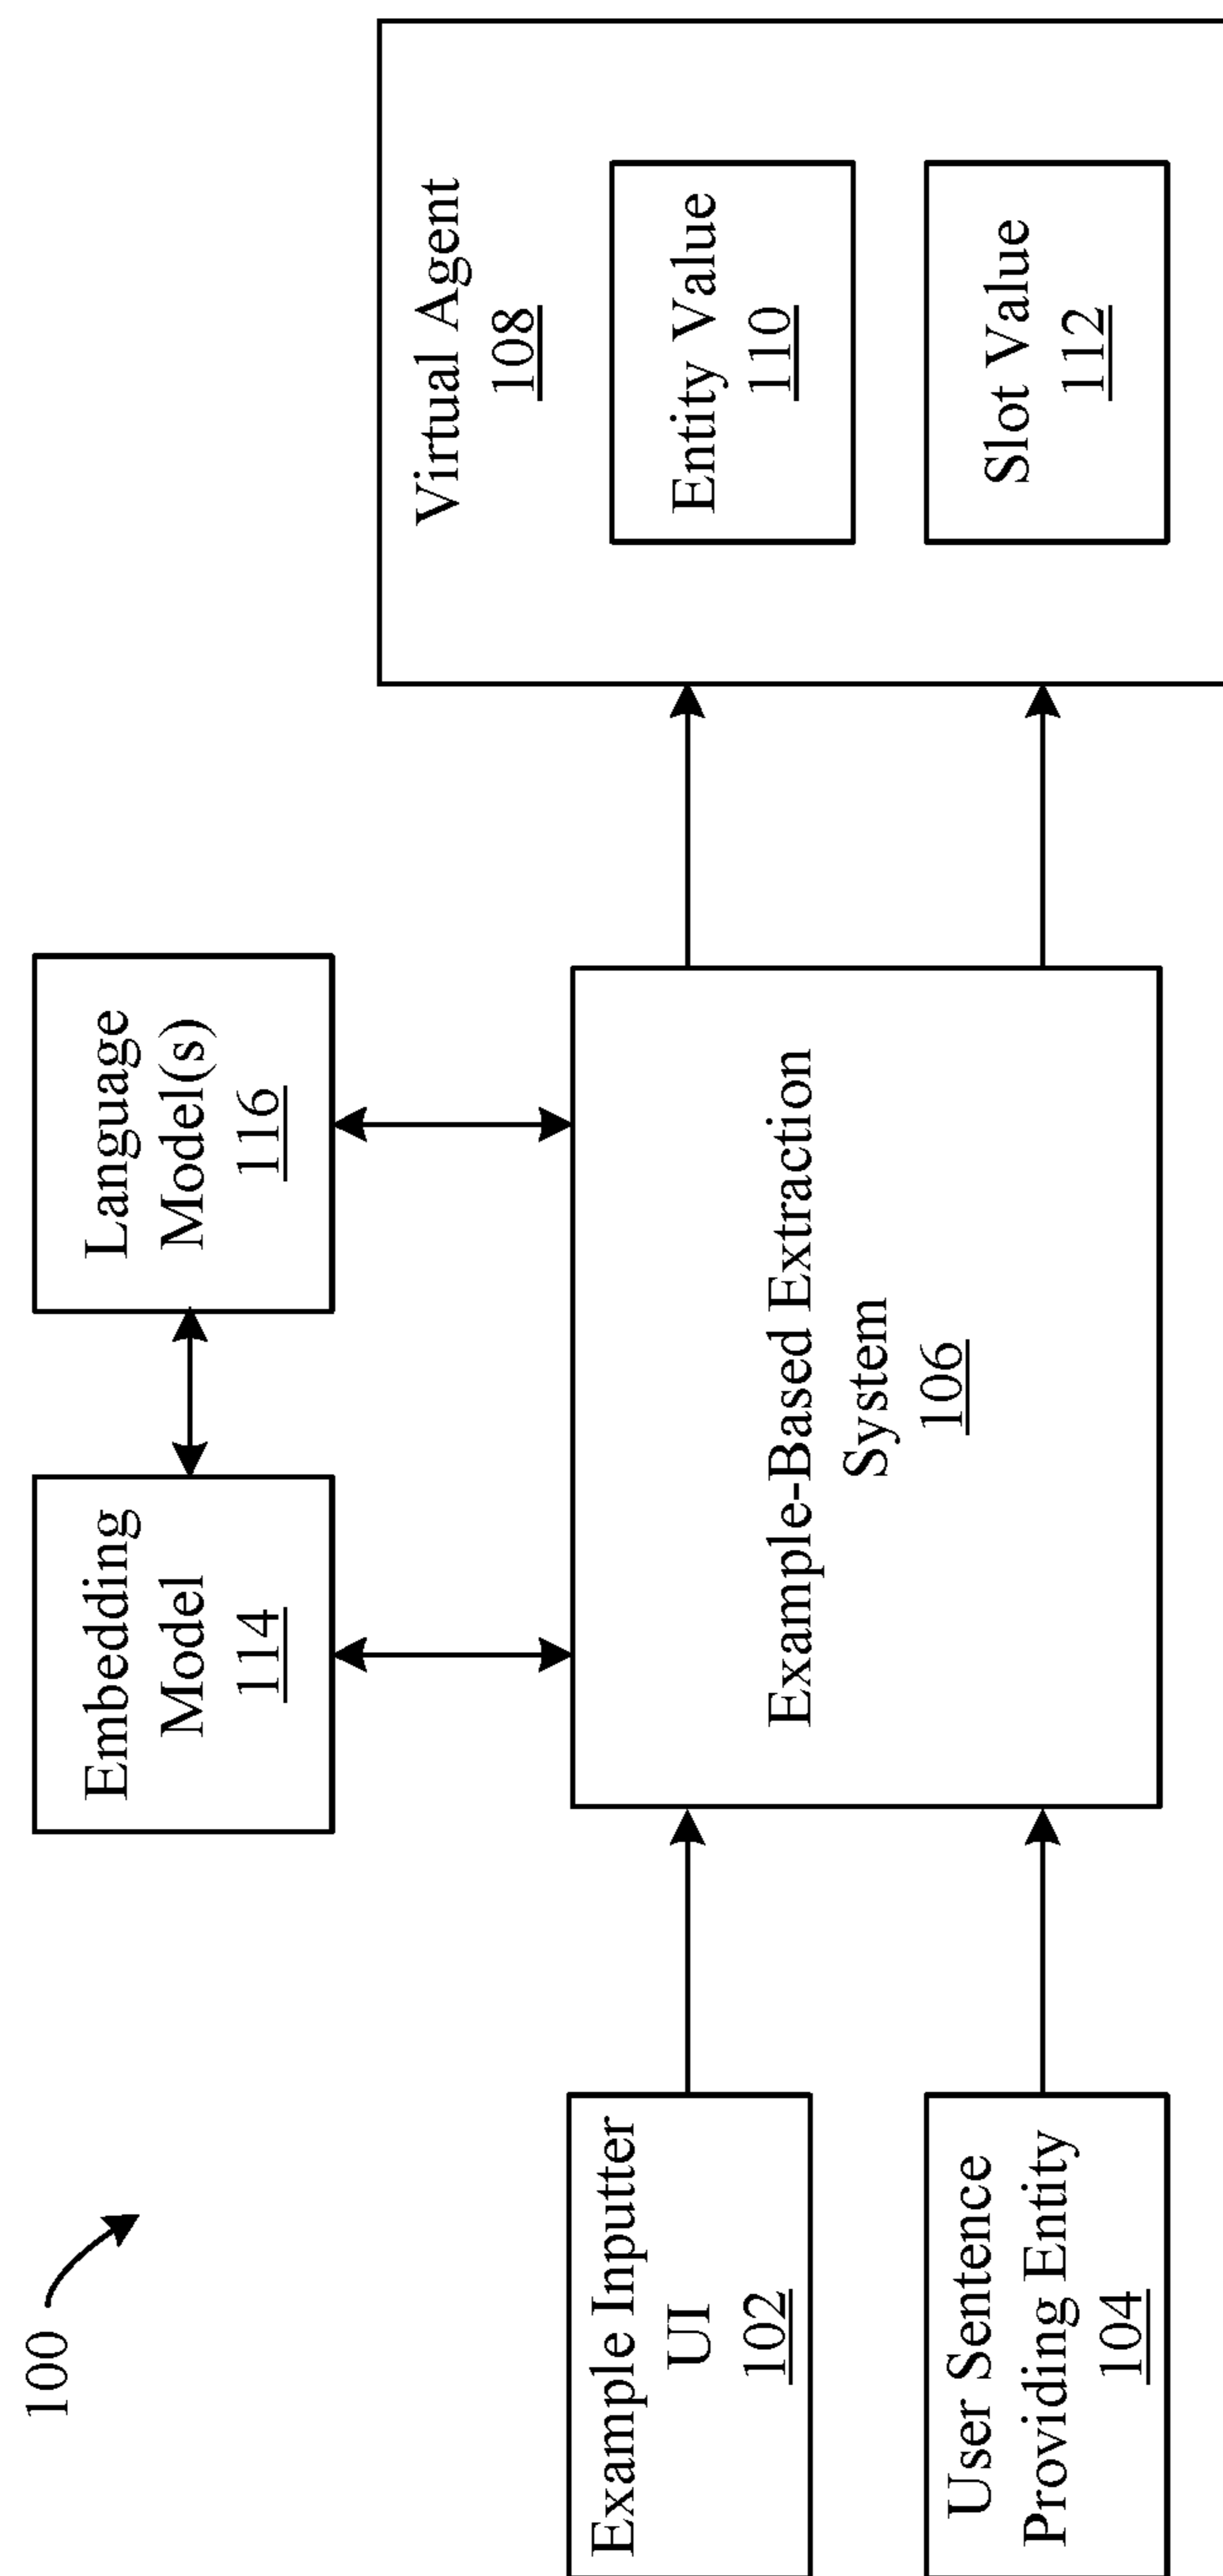 100
Embedding
Model
114
Language
Model(s)
116
Example Inputter
UI
102
User Sentence
Providing Entity
104
Example-Based Extraction
System
106
Virtual Agent
108
Entity Value
110
Slot Value
112